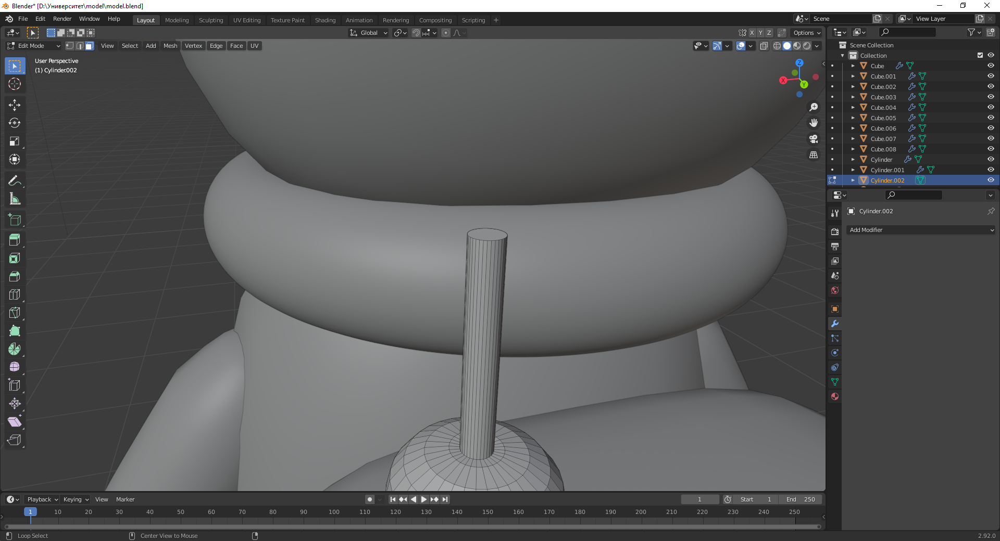 Blender* [D:\Университет\model\model.blend]
File Edit Render Window Help Layout Modeling Sculpting UV Editing Texture Paint Shading Animation Rendering Compositing Scripting + Scene View Layer
Global X Y Z Options
Edit Mode View Select Add Mesh Vertex Edge Face UV
User Perspective
(1) Cylinder.002
Z
X
Y
Scene Collection
Collection
Cube
Cube.001
Cube.002
Cube.003
Cube.004
Cube.005
Cube.006
Cube.007
Cube.008
Cylinder
Cylinder.001
Cylinder.002
Cylinder.002
Add Modifier
Playback Keying View Marker 1 Start 1 End 250
1 10 20 30 40 50 60 70 80 90 100 110 120 130 140 150 160 170 180 190 200 210 220 230 240 250
Loop Select Center View to Mouse 2.92.0